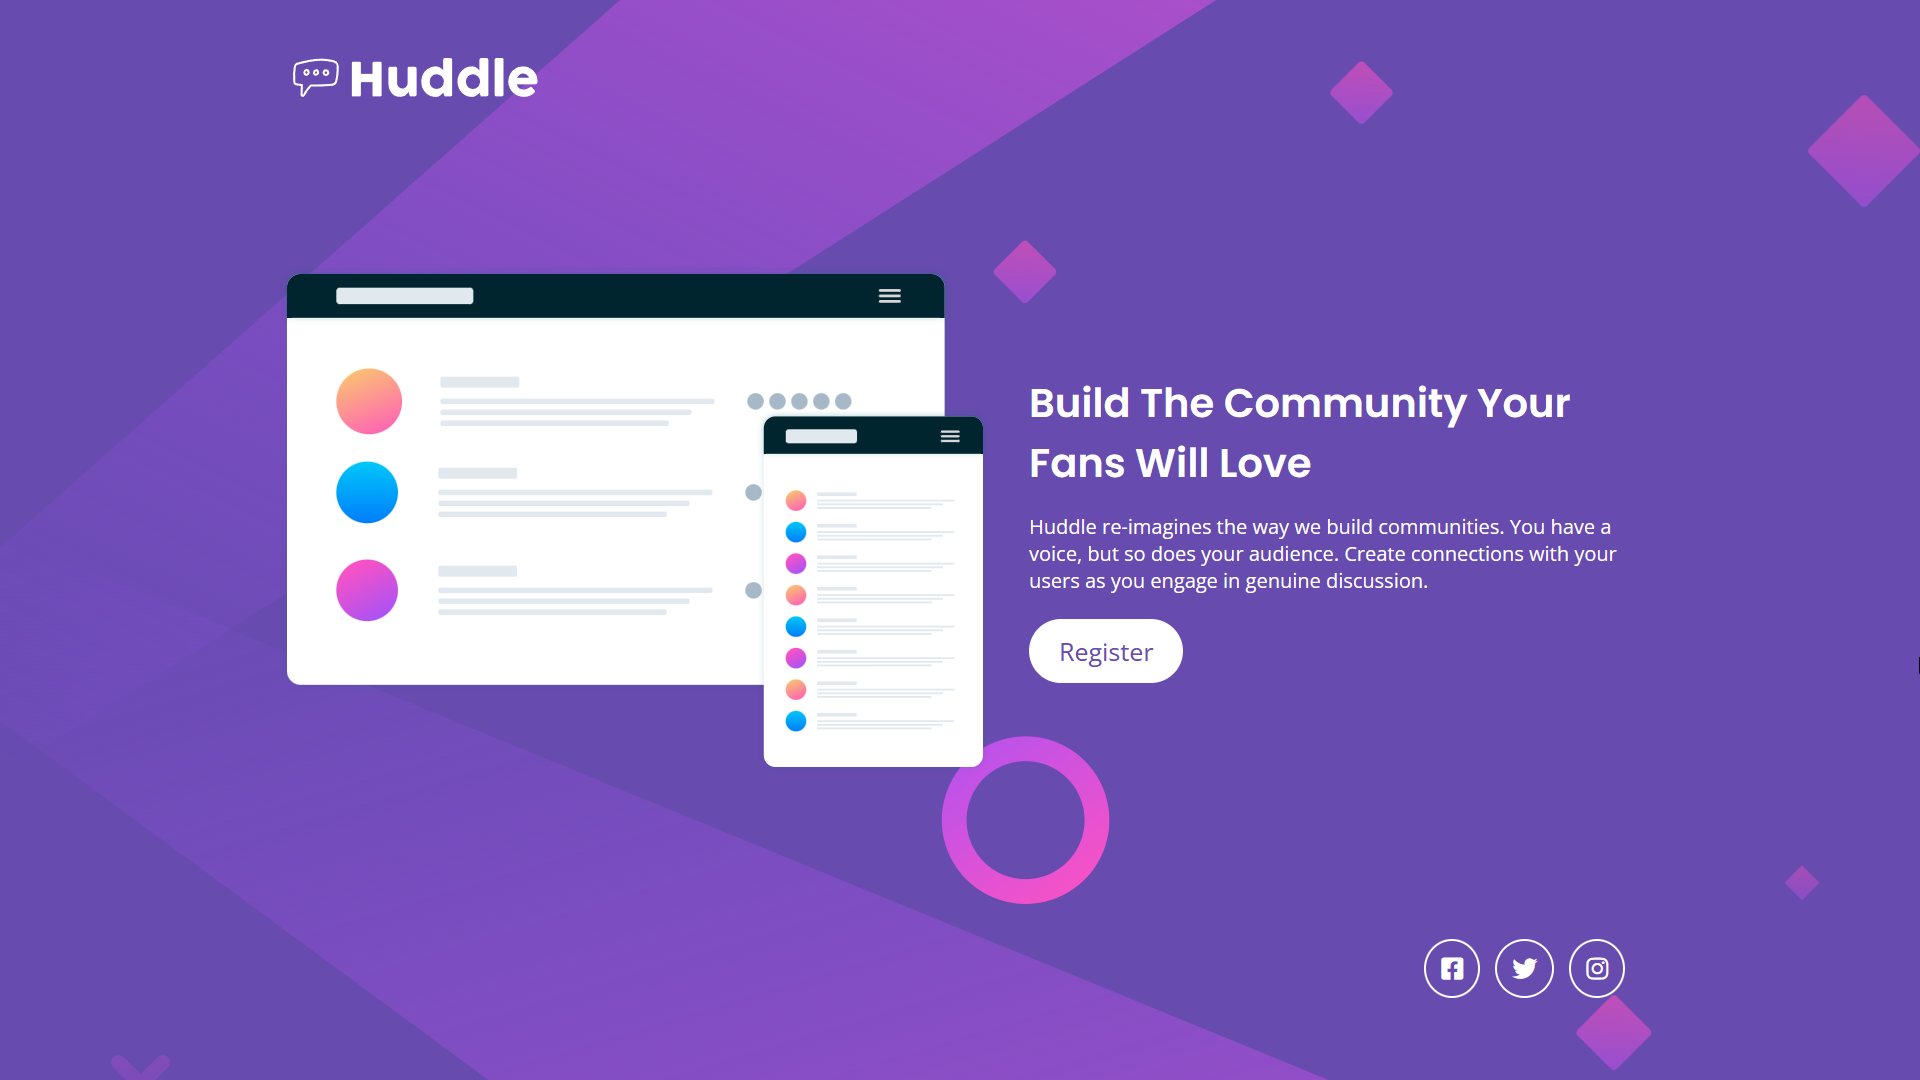 Huddle
Build The Community Your
Fans Will Love
Huddle re-imagines the way we build communities. You have a
voice, but so does your audience. Create connections with your
users as you engage in genuine discussion.
Register